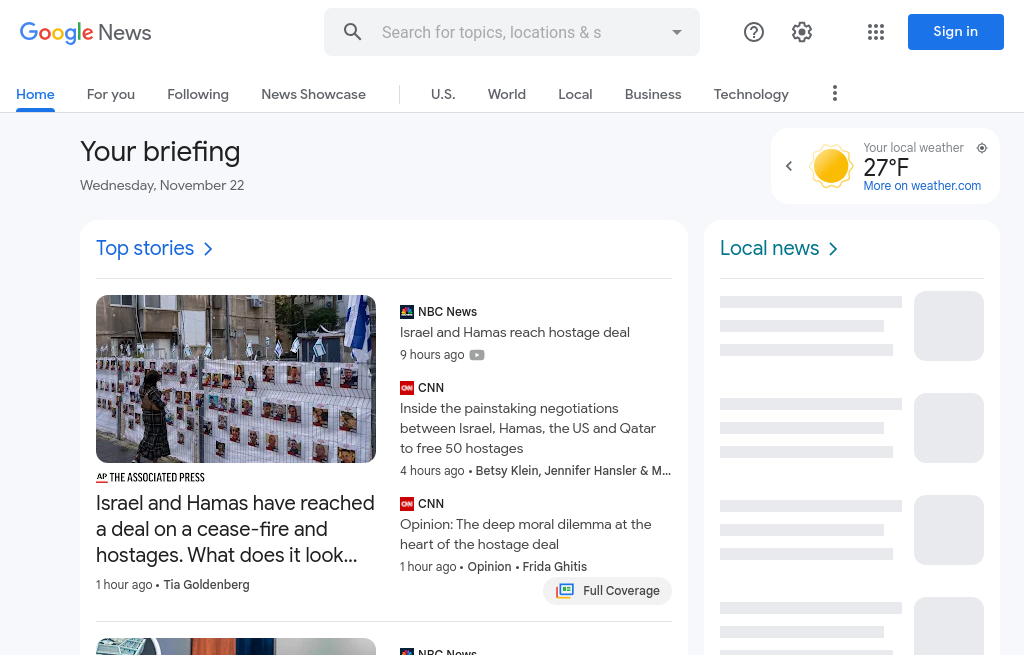 Google News
Search for topics, locations & s
Sign in
Home
For you
Following
News Showcase
U.S.
World
Local
Business
Technology
Your briefing
Wednesday, November 22
Your local weather
27°F
More on weather.com
Top stories
THE ASSOCIATED PRESS
AP
Israel and Hamas have reached
a deal on a cease-fire and
hostages. What does it look...
1 hour ago • Tia Goldenberg
NBC News
Israel and Hamas reach hostage deal
9 hours ago
CNN
Inside the painstaking negotiations
between Israel, Hamas, the US and Qatar
to free 50 hostages
4 hours ago • Betsy Klein, Jennifer Hansler & M...
CNN
Opinion: The deep moral dilemma at the
heart of the hostage deal
1 hour ago • Opinion • Frida Ghitis
Full Coverage
NBC News
Local news